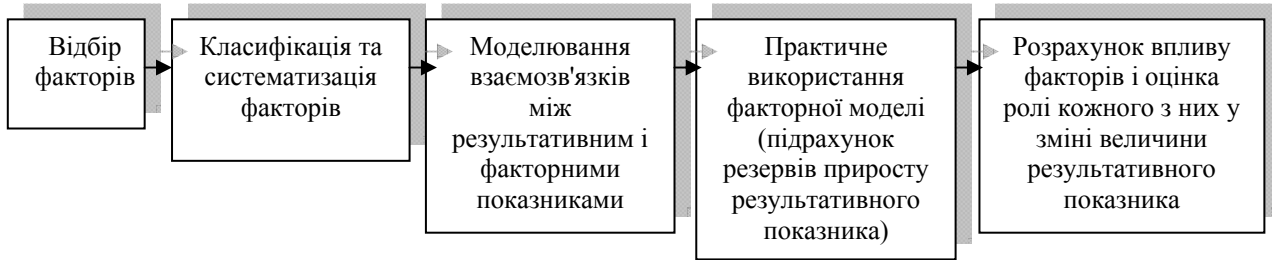 Відбір
факторів
Класифікація та
систематизація
факторів
Моделювання
взаємозв'язків
між
результативним і
факторними
показниками
Практичне
використання
факторної моделі
(підрахунок
резервів приросту
результативного
показника)
Розрахунок впливу
факторів і оцінка
ролі кожного з них у
зміні величини
результативного
показника